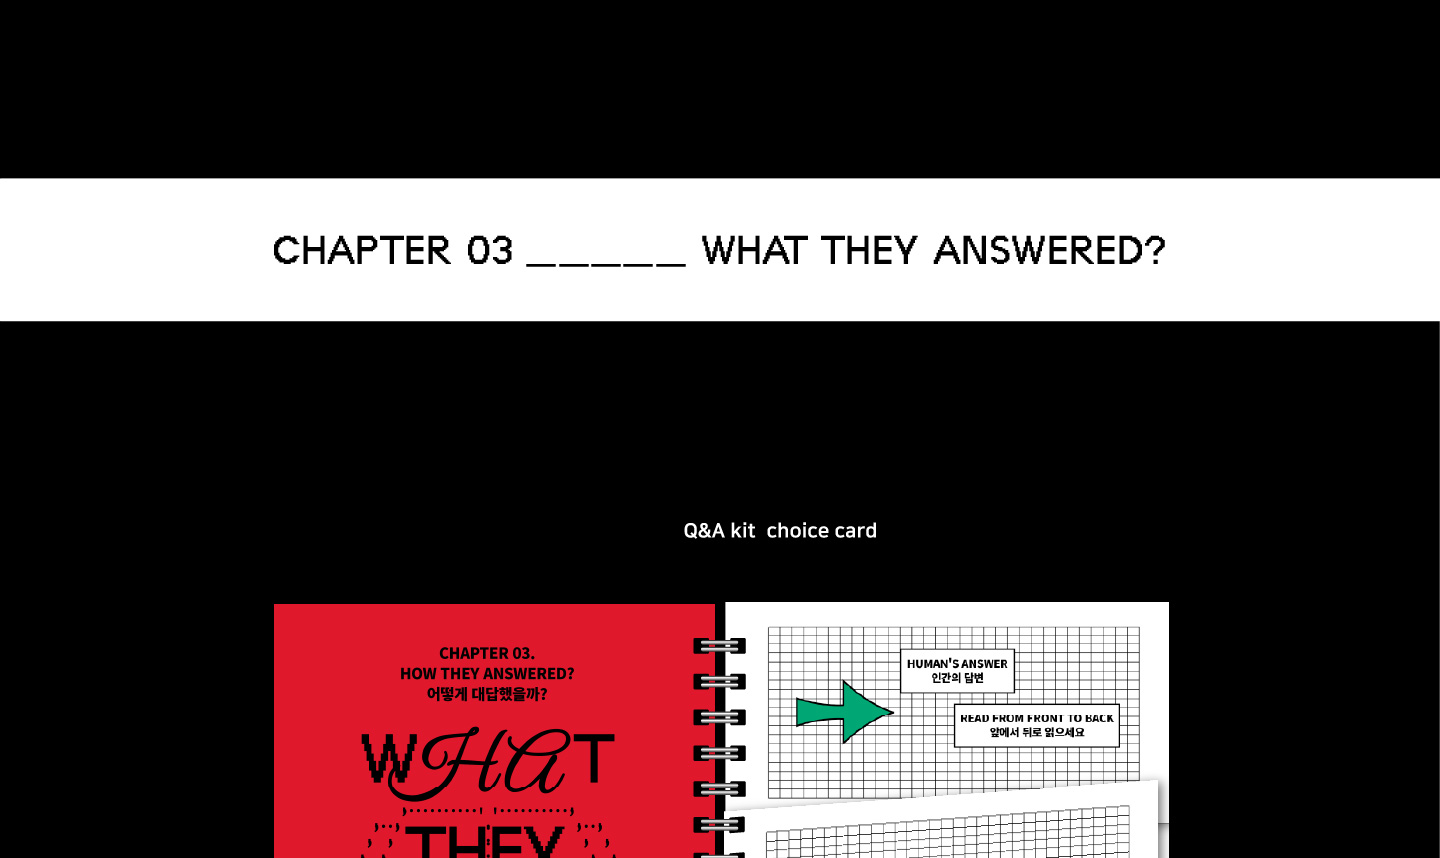 CHAPTER 03 _____ WHAT THEY ANSWERED?
Q&A kit choice card
CHAPTER 03.
HOW THEY ANSWERED?
어떻게 대답했을까?
WHAT
THEY
HUMAN'S ANSWER
인간의 답변
READ FROM FRONT TO BACK
앞에서 뒤로 읽으세요